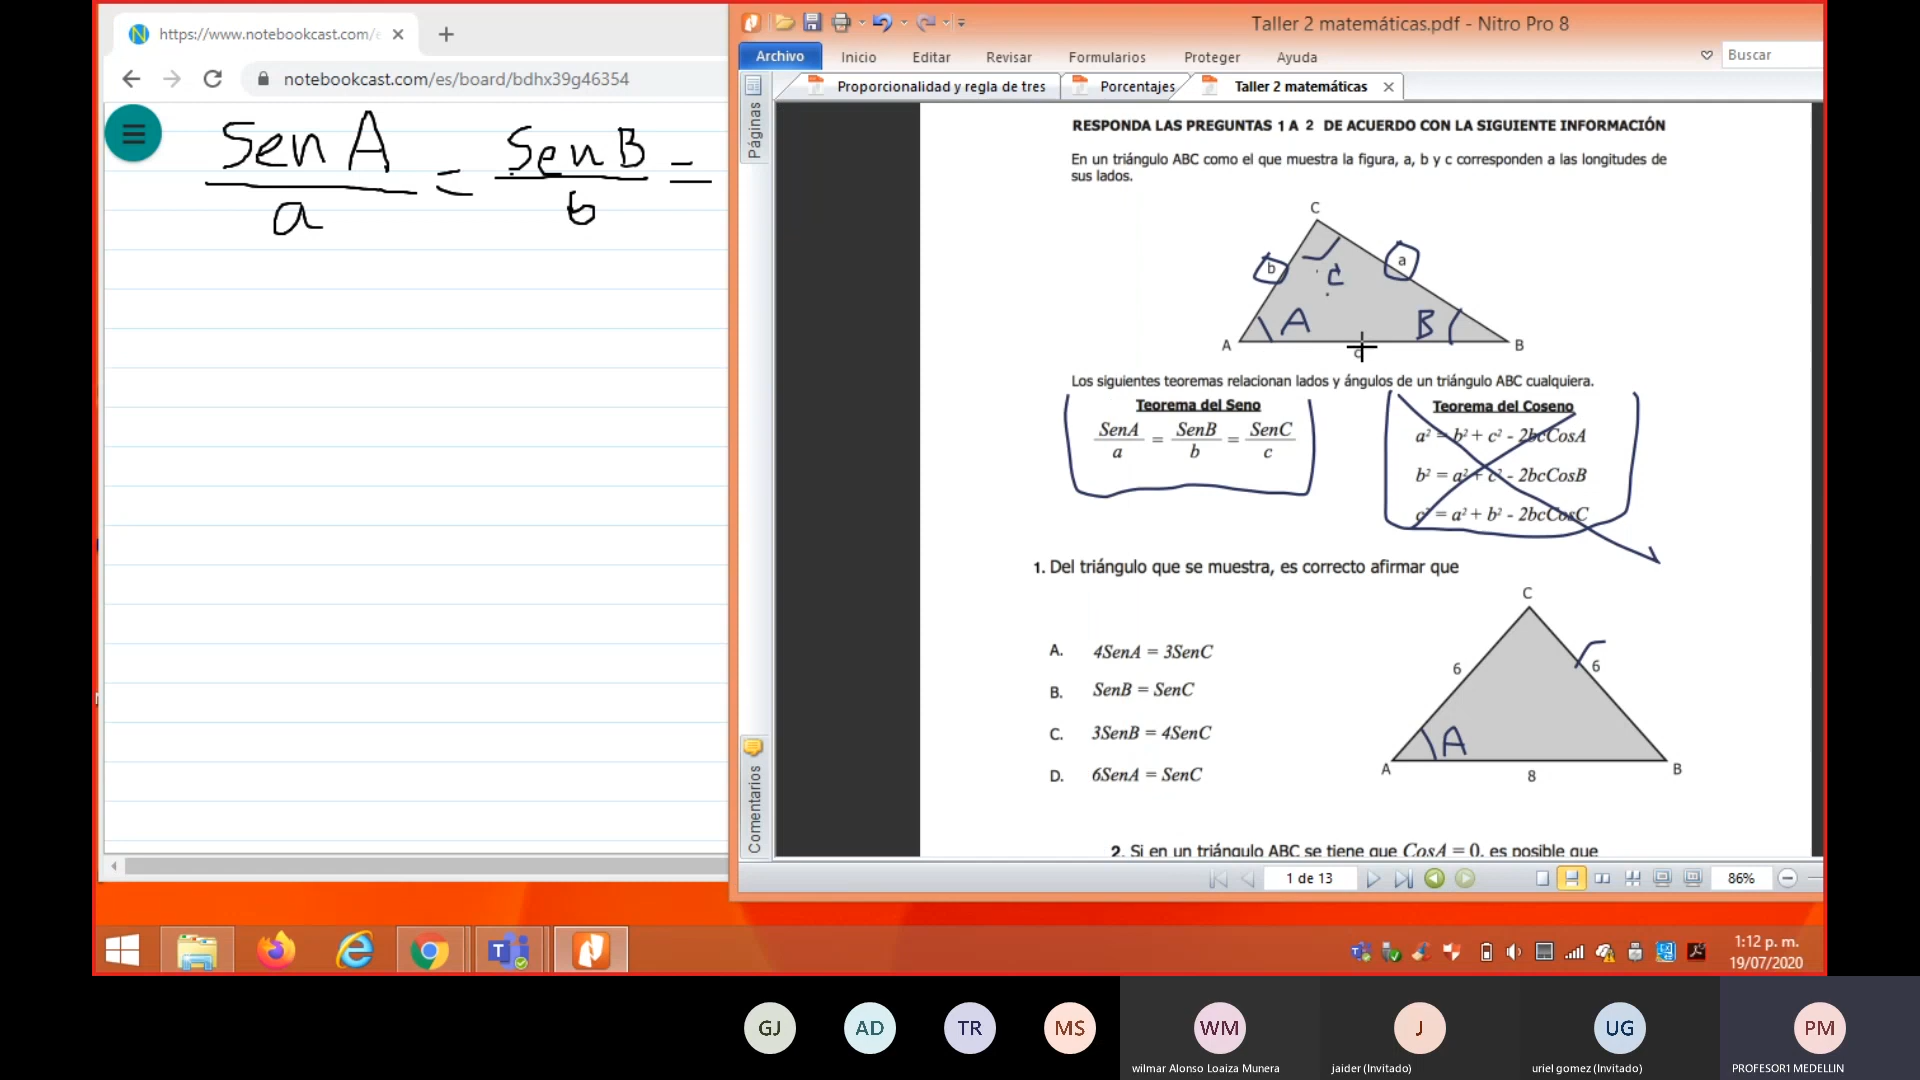 https://www.notebookcast.com/e
notebookcast.com/es/board/bdhx39g46354
Sen A / a = Sen B / b =
Taller 2 matemáticas.pdf - Nitro Pro 8
Archivo Inicio Editar Revisar Formularios Proteger Ayuda Buscar
Proporcionalidad y regla de tres Porcentajes Taller 2 matemáticas
Páginas
Comentarios
RESPONDA LAS PREGUNTAS 1 A 2 DE ACUERDO CON LA SIGUIENTE INFORMACIÓN
En un triángulo ABC como el que muestra la figura, a, b y c corresponden a las longitudes de
sus lados.
C
b a
C
A B
A c B
Los siguientes teoremas relacionan lados y ángulos de un triángulo ABC cualquiera.
Teorema del Seno
SenA / a = SenB / b = SenC / c
Teorema del Coseno
a² = b² + c² - 2bcCosA
b² = a² + c² - 2bcCosB
c² = a² + b² - 2bcCosC
1. Del triángulo que se muestra, es correcto afirmar que
A. 4SenA = 3SenC
B. SenB = SenC
C. 3SenB = 4SenC
D. 6SenA = SenC
C
6 6
A
A B
8
2. Si en un triángulo ABC se tiene que CosA = 0, es posible que
1 de 13
86%
1:12 p. m.
19/07/2020
GJ AD TR MS WM J UG PM
wilmar Alonso Loaiza Munera jaider (Invitado) uriel gomez (Invitado) PROFESOR1 MEDELLIN